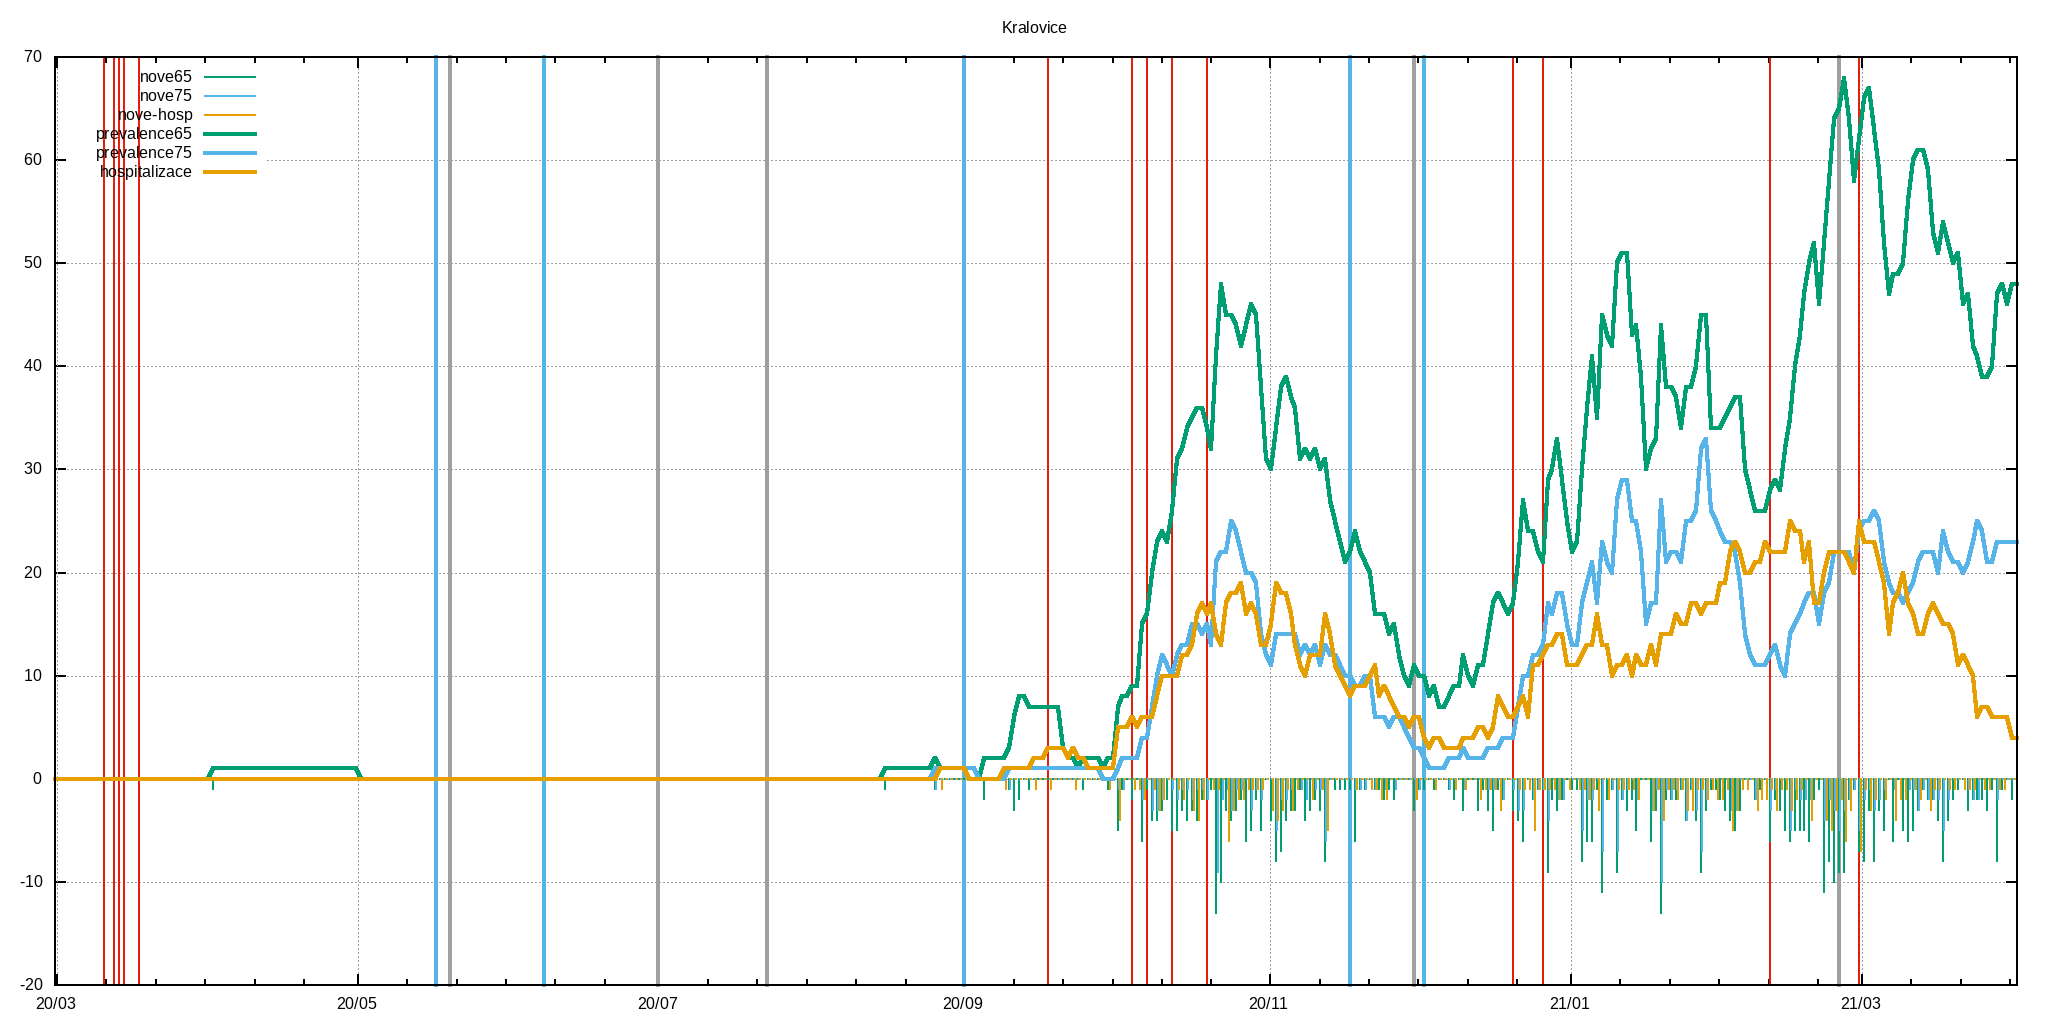 Kralovice
70
nove65
nove75
nove-hosp
prevalence65
prevalence75
hospitalizace
60
50
40
30
20
10
0
-10
-20
20/03 20/05 20/07 20/09 20/11 21/01 21/03